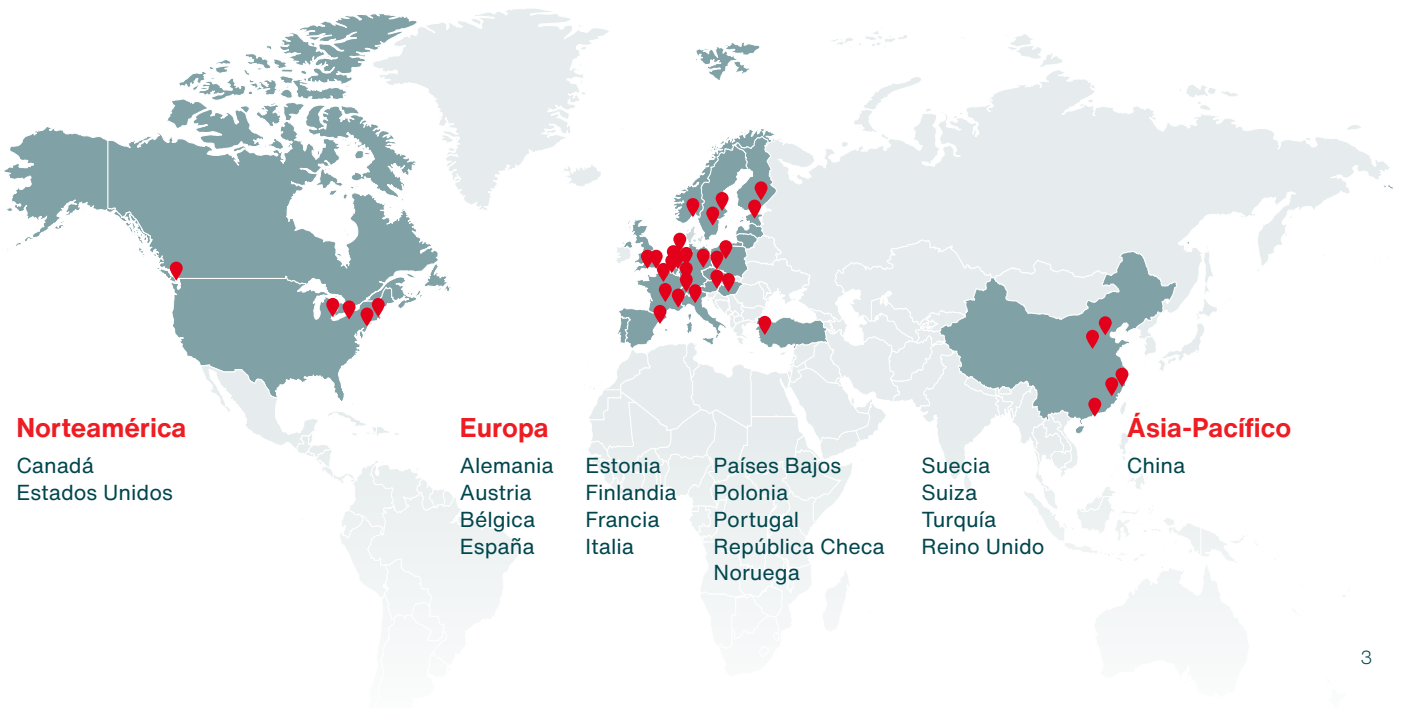 Norteamérica
Canadá
Estados Unidos
Europa
Alemania
Austria
Bélgica
España
Estonia
Finlandia
Francia
Italia
Países Bajos
Polonia
Portugal
República Checa
Noruega
Suecia
Suiza
Turquía
Reino Unido
Ásia-Pacífico
China
3